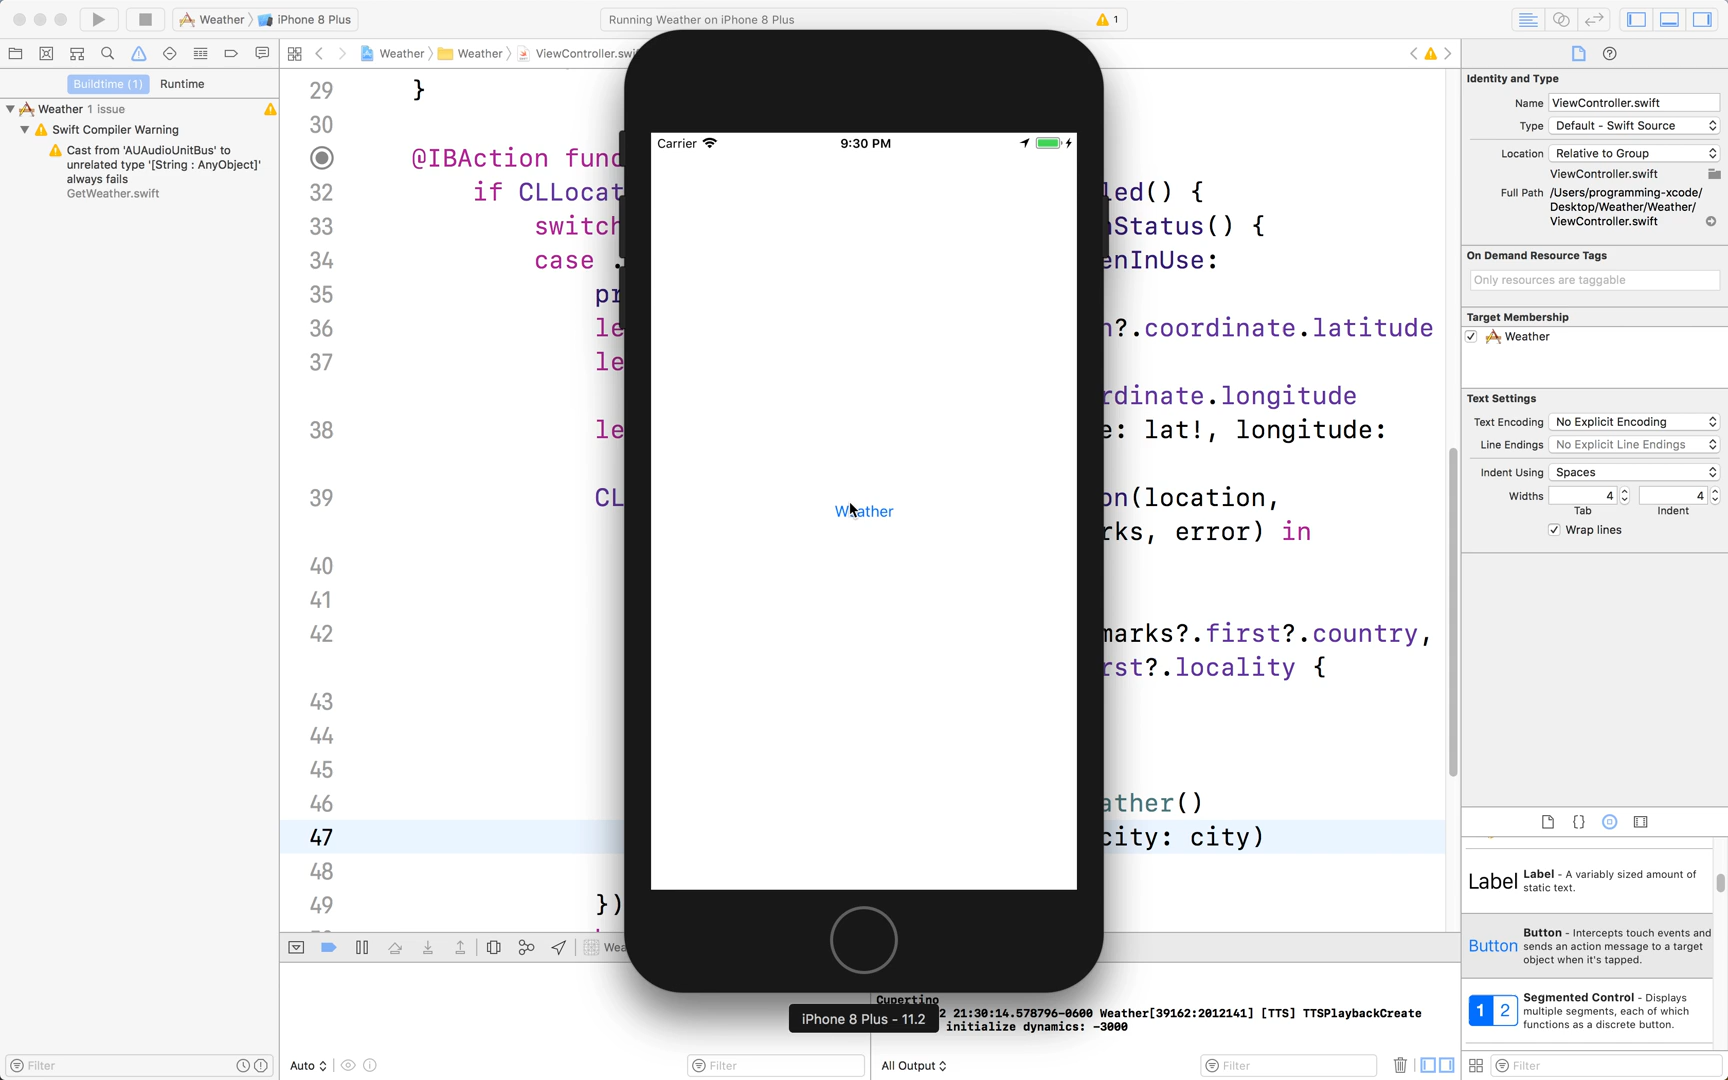 Weather
iPhone 8 Plus
Running Weather on iPhone 8 Plus
1
Weather
Weather
ViewController.swi
Buildtime (1)
Runtime
Weather 1 issue
Swift Compiler Warning
Cast from 'AUAudioUnitBus' to
unrelated type '[String : AnyObject]'
always fails
GetWeather.swift
Filter
29 }
30
@IBAction func
32 if CLLocat led() {
33 switch Status() {
34 case . enInUse:
35 pr
36 le ?.coordinate.latitude
37 le
rdinate.longitude
38 le e: lat!, longitude:
39 CL on(location,
rks, error) in
40
41
42 marks?.first?.country,
rst?.locality {
43
44
45
46 ather()
47 city: city)
48
49 })
Carrier
9:30 PM
Weather
iPhone 8 Plus - 11.2
Wea
Cupertino
2 21:30:14.578796-0600 Weather[39162:2012141] [TTS] TTSPlaybackCreate
initialize dynamics: -3000
Auto
Filter
All Output
Filter
Identity and Type
Name ViewController.swift
Type Default - Swift Source
Location Relative to Group
ViewController.swift
Full Path /Users/programming-xcode/
Desktop/Weather/Weather/
ViewController.swift
On Demand Resource Tags
Only resources are taggable
Target Membership
Weather
Text Settings
Text Encoding No Explicit Encoding
Line Endings No Explicit Line Endings
Indent Using Spaces
Widths 4 4
Tab Indent
Wrap lines
{}
Label Label - A variably sized amount of
static text.
Button Button - Intercepts touch events and
sends an action message to a target
object when it's tapped.
1 2 Segmented Control - Displays
multiple segments, each of which
functions as a discrete button.
Filter